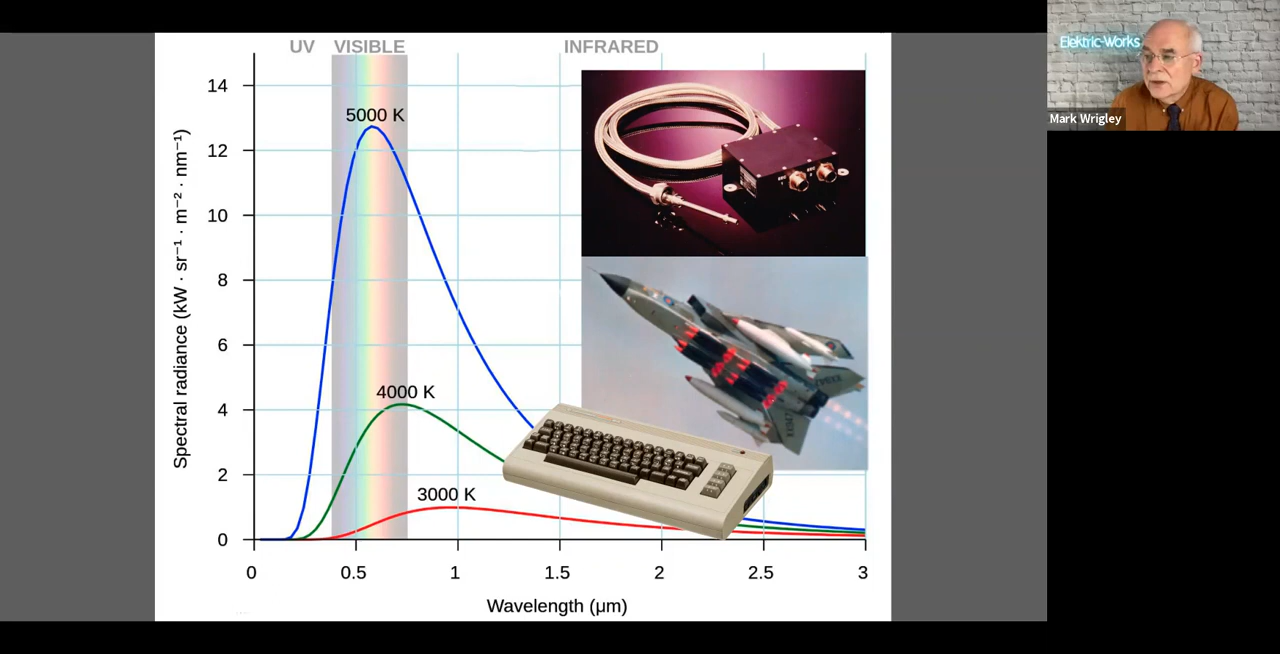 UV VISIBLE INFRARED
14
12
10
8
6
4
2
0
5000 K
4000 K
3000 K
Spectral radiance (kW · sr⁻¹ · m⁻² · nm⁻¹)
0 0.5 1 1.5 2 2.5 3
Wavelength (μm)
Elektric-Works
Mark Wrigley